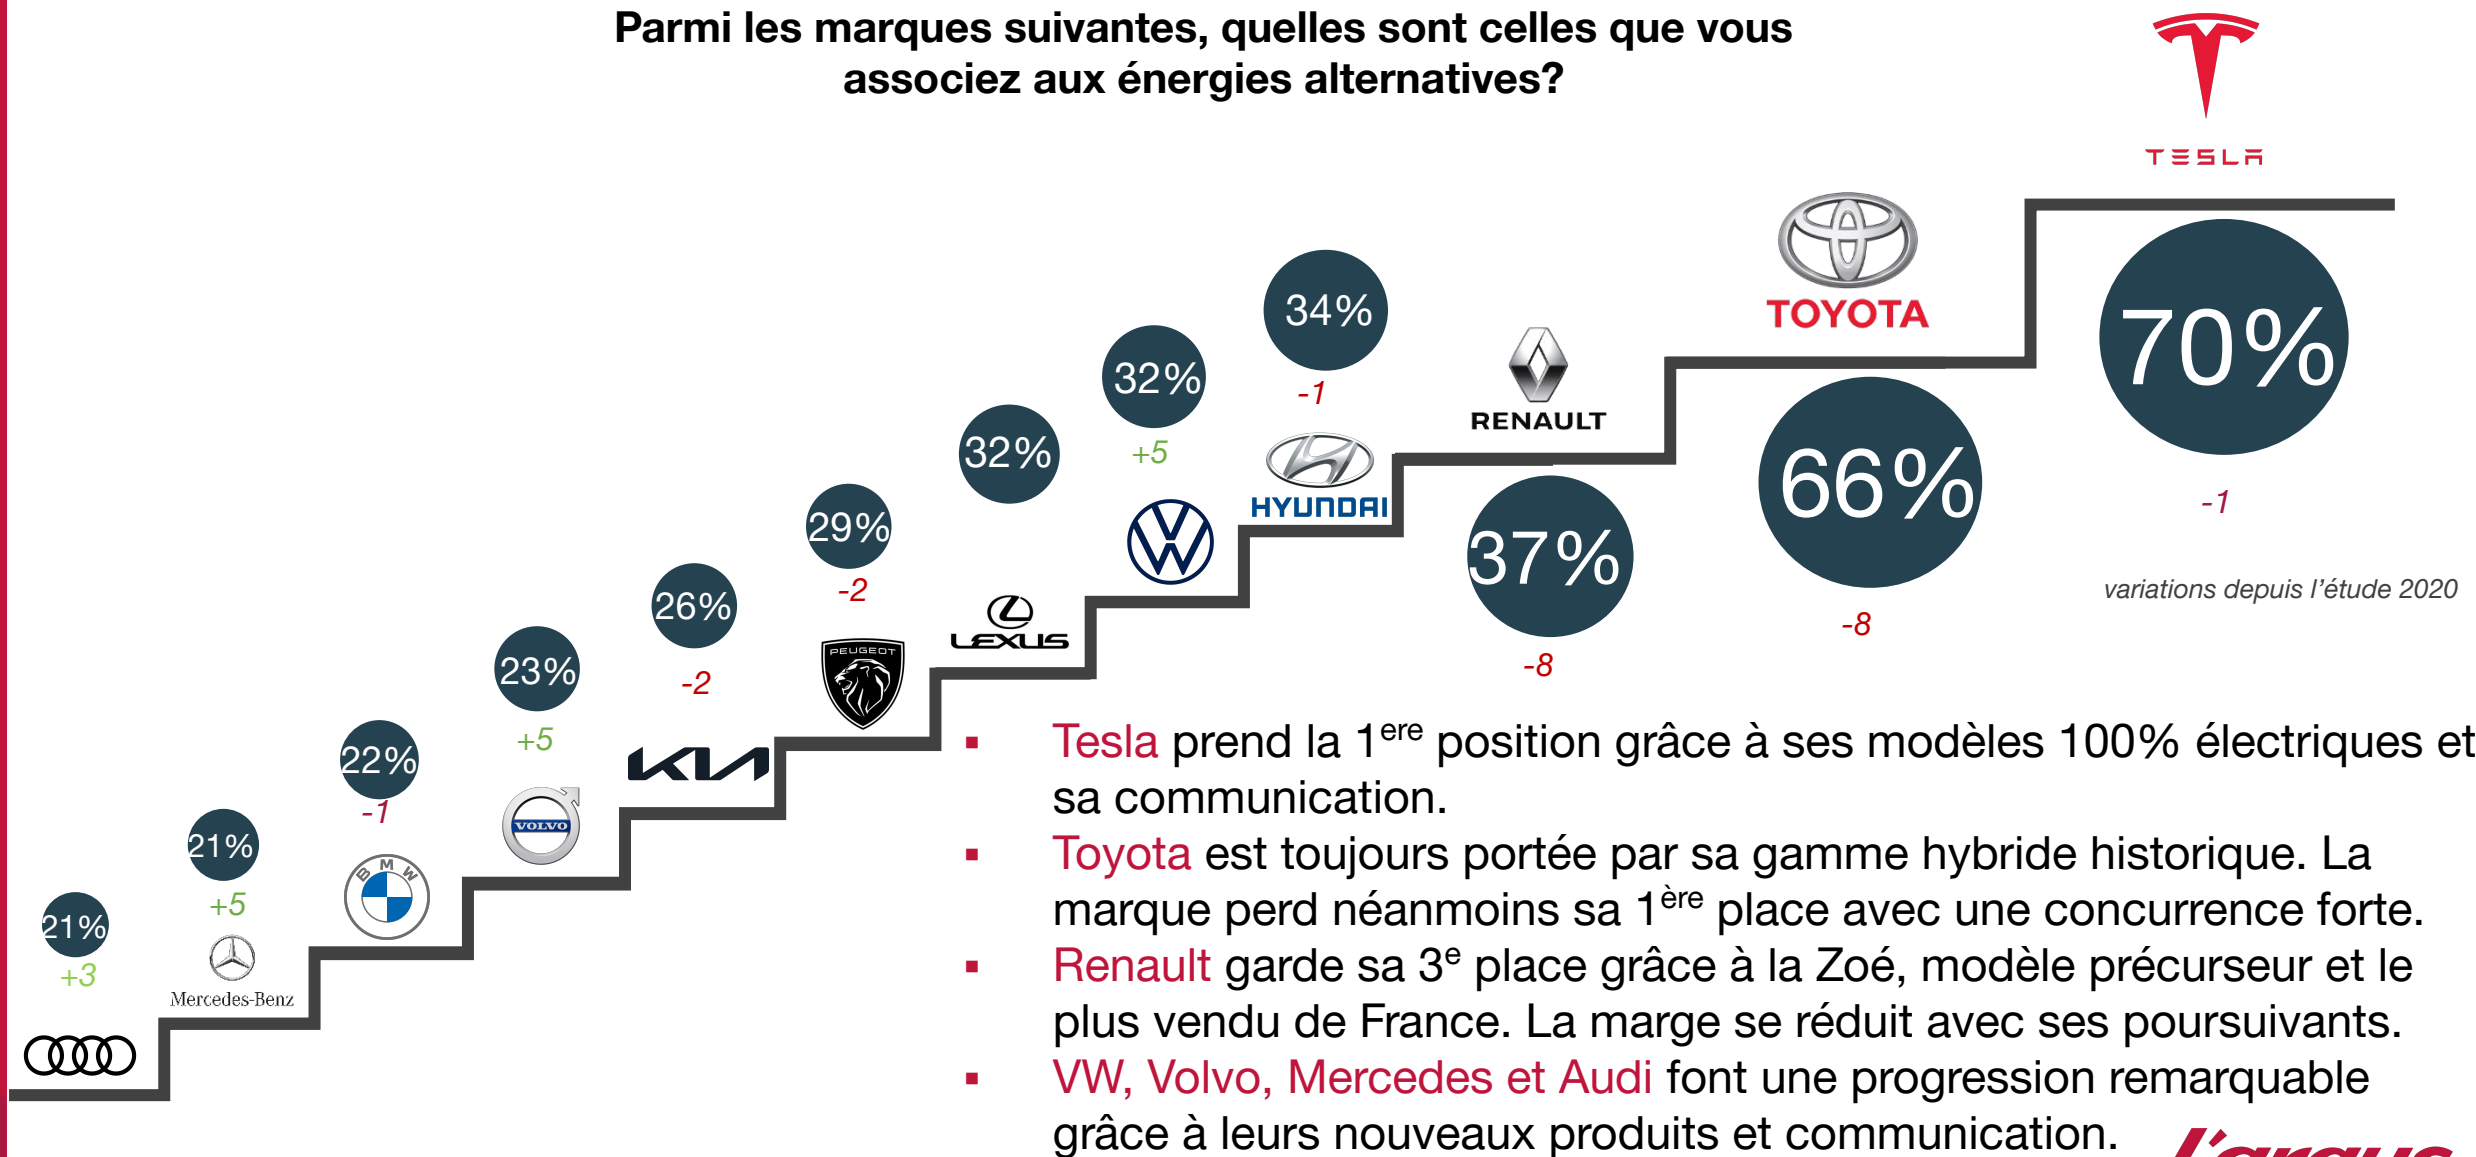 Parmi les marques suivantes, quelles sont celles que vous
associez aux énergies alternatives?
TESLA
TOYOTA
70%
-1
66%
-8
RENAULT
37%
-8
34%
-1
HYUNDAI
32%
+5
32%
LEXUS
29%
-2
PEUGEOT
26%
-2
KIA
23%
+5
VOLVO
22%
-1
BMW
21%
+5
Mercedes-Benz
21%
+3
variations depuis l’étude 2020
▪ Tesla prend la 1ere position grâce à ses modèles 100% électriques et
sa communication.
▪ Toyota est toujours portée par sa gamme hybride historique. La
marque perd néanmoins sa 1ère place avec une concurrence forte.
▪ Renault garde sa 3e place grâce à la Zoé, modèle précurseur et le
plus vendu de France. La marge se réduit avec ses poursuivants.
▪ VW, Volvo, Mercedes et Audi font une progression remarquable
grâce à leurs nouveaux produits et communication.
L'argus